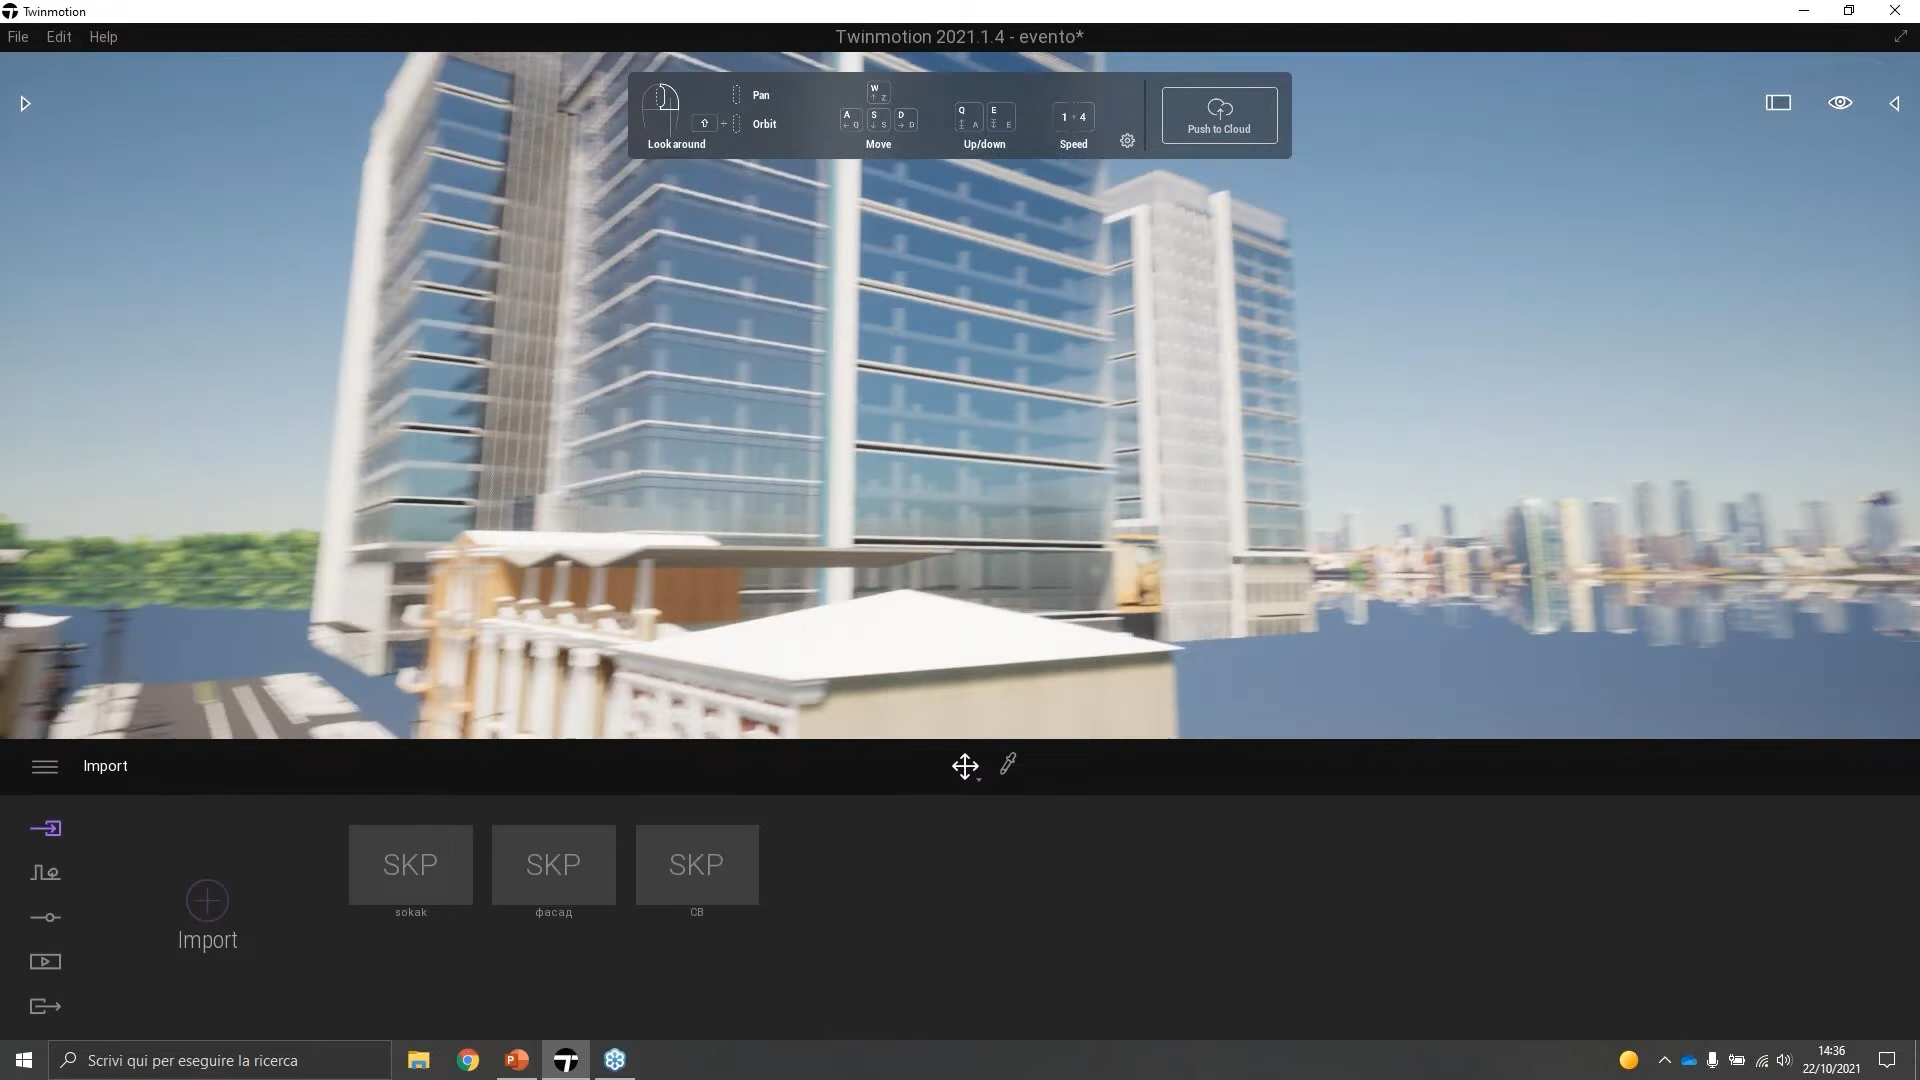 Twinmotion
File Edit Help
Twinmotion 2021.1.4 - evento*
Look around
Pan
Orbit
W
Z
A S D
Q S D
Move
Q E
A E
Up/down
1 4
Speed
Push to Cloud
Import
Import
SKP SKP SKP
sokak фасад CB
Scrivi qui per eseguire la ricerca
14:36
22/10/2021